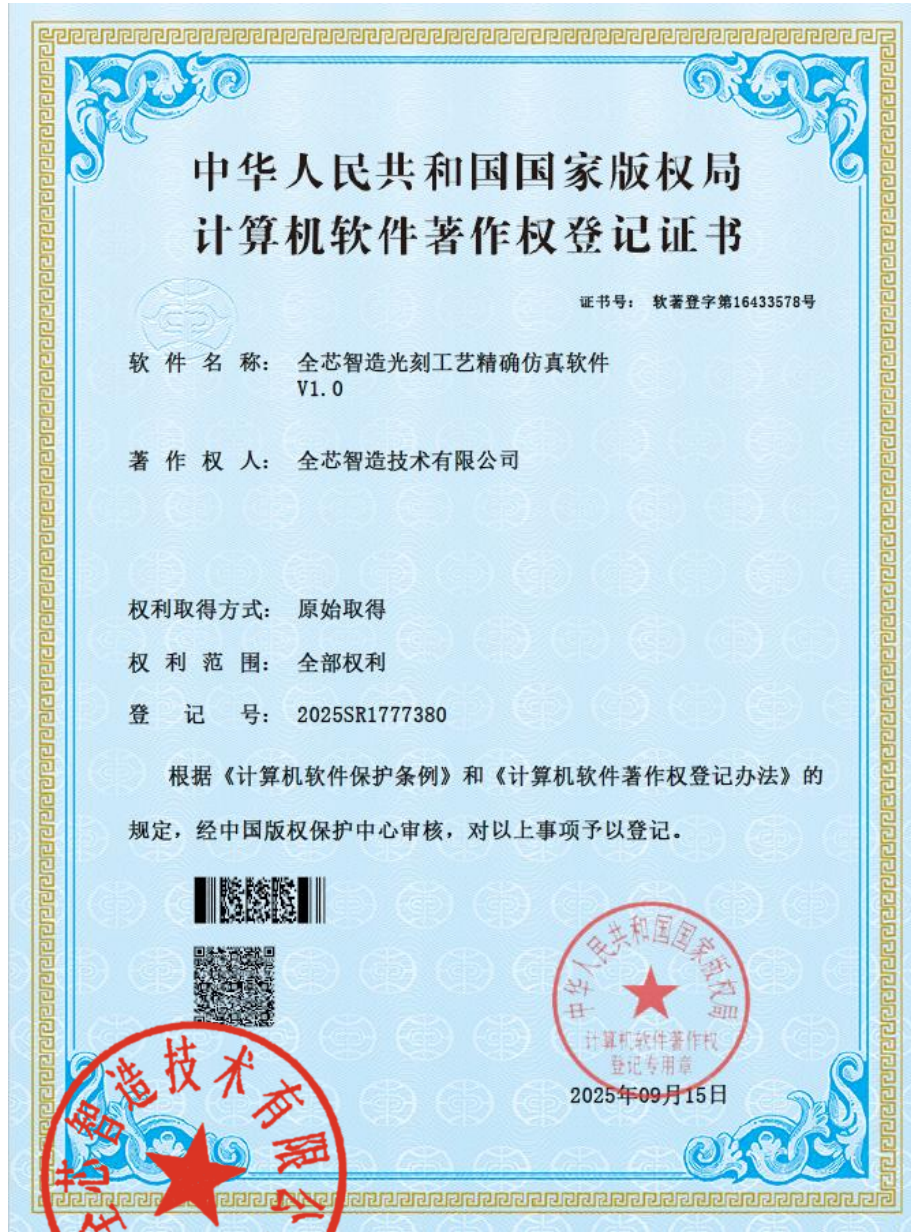 中华人民共和国国家版权局
计算机软件著作权登记证书
证书号： 软著登字第16433578号
软件名称： 全芯智造光刻工艺精确仿真软件
V1.0
著作权人： 全芯智造技术有限公司
权利取得方式： 原始取得
权利范围： 全部权利
登记号： 2025SR1777380
根据《计算机软件保护条例》和《计算机软件著作权登记办法》的
规定，经中国版权保护中心审核，对以上事项予以登记。
中华人民共和国国家版权局
计算机软件著作权
登记专用章
2025年09月15日
全芯智造技术有限公